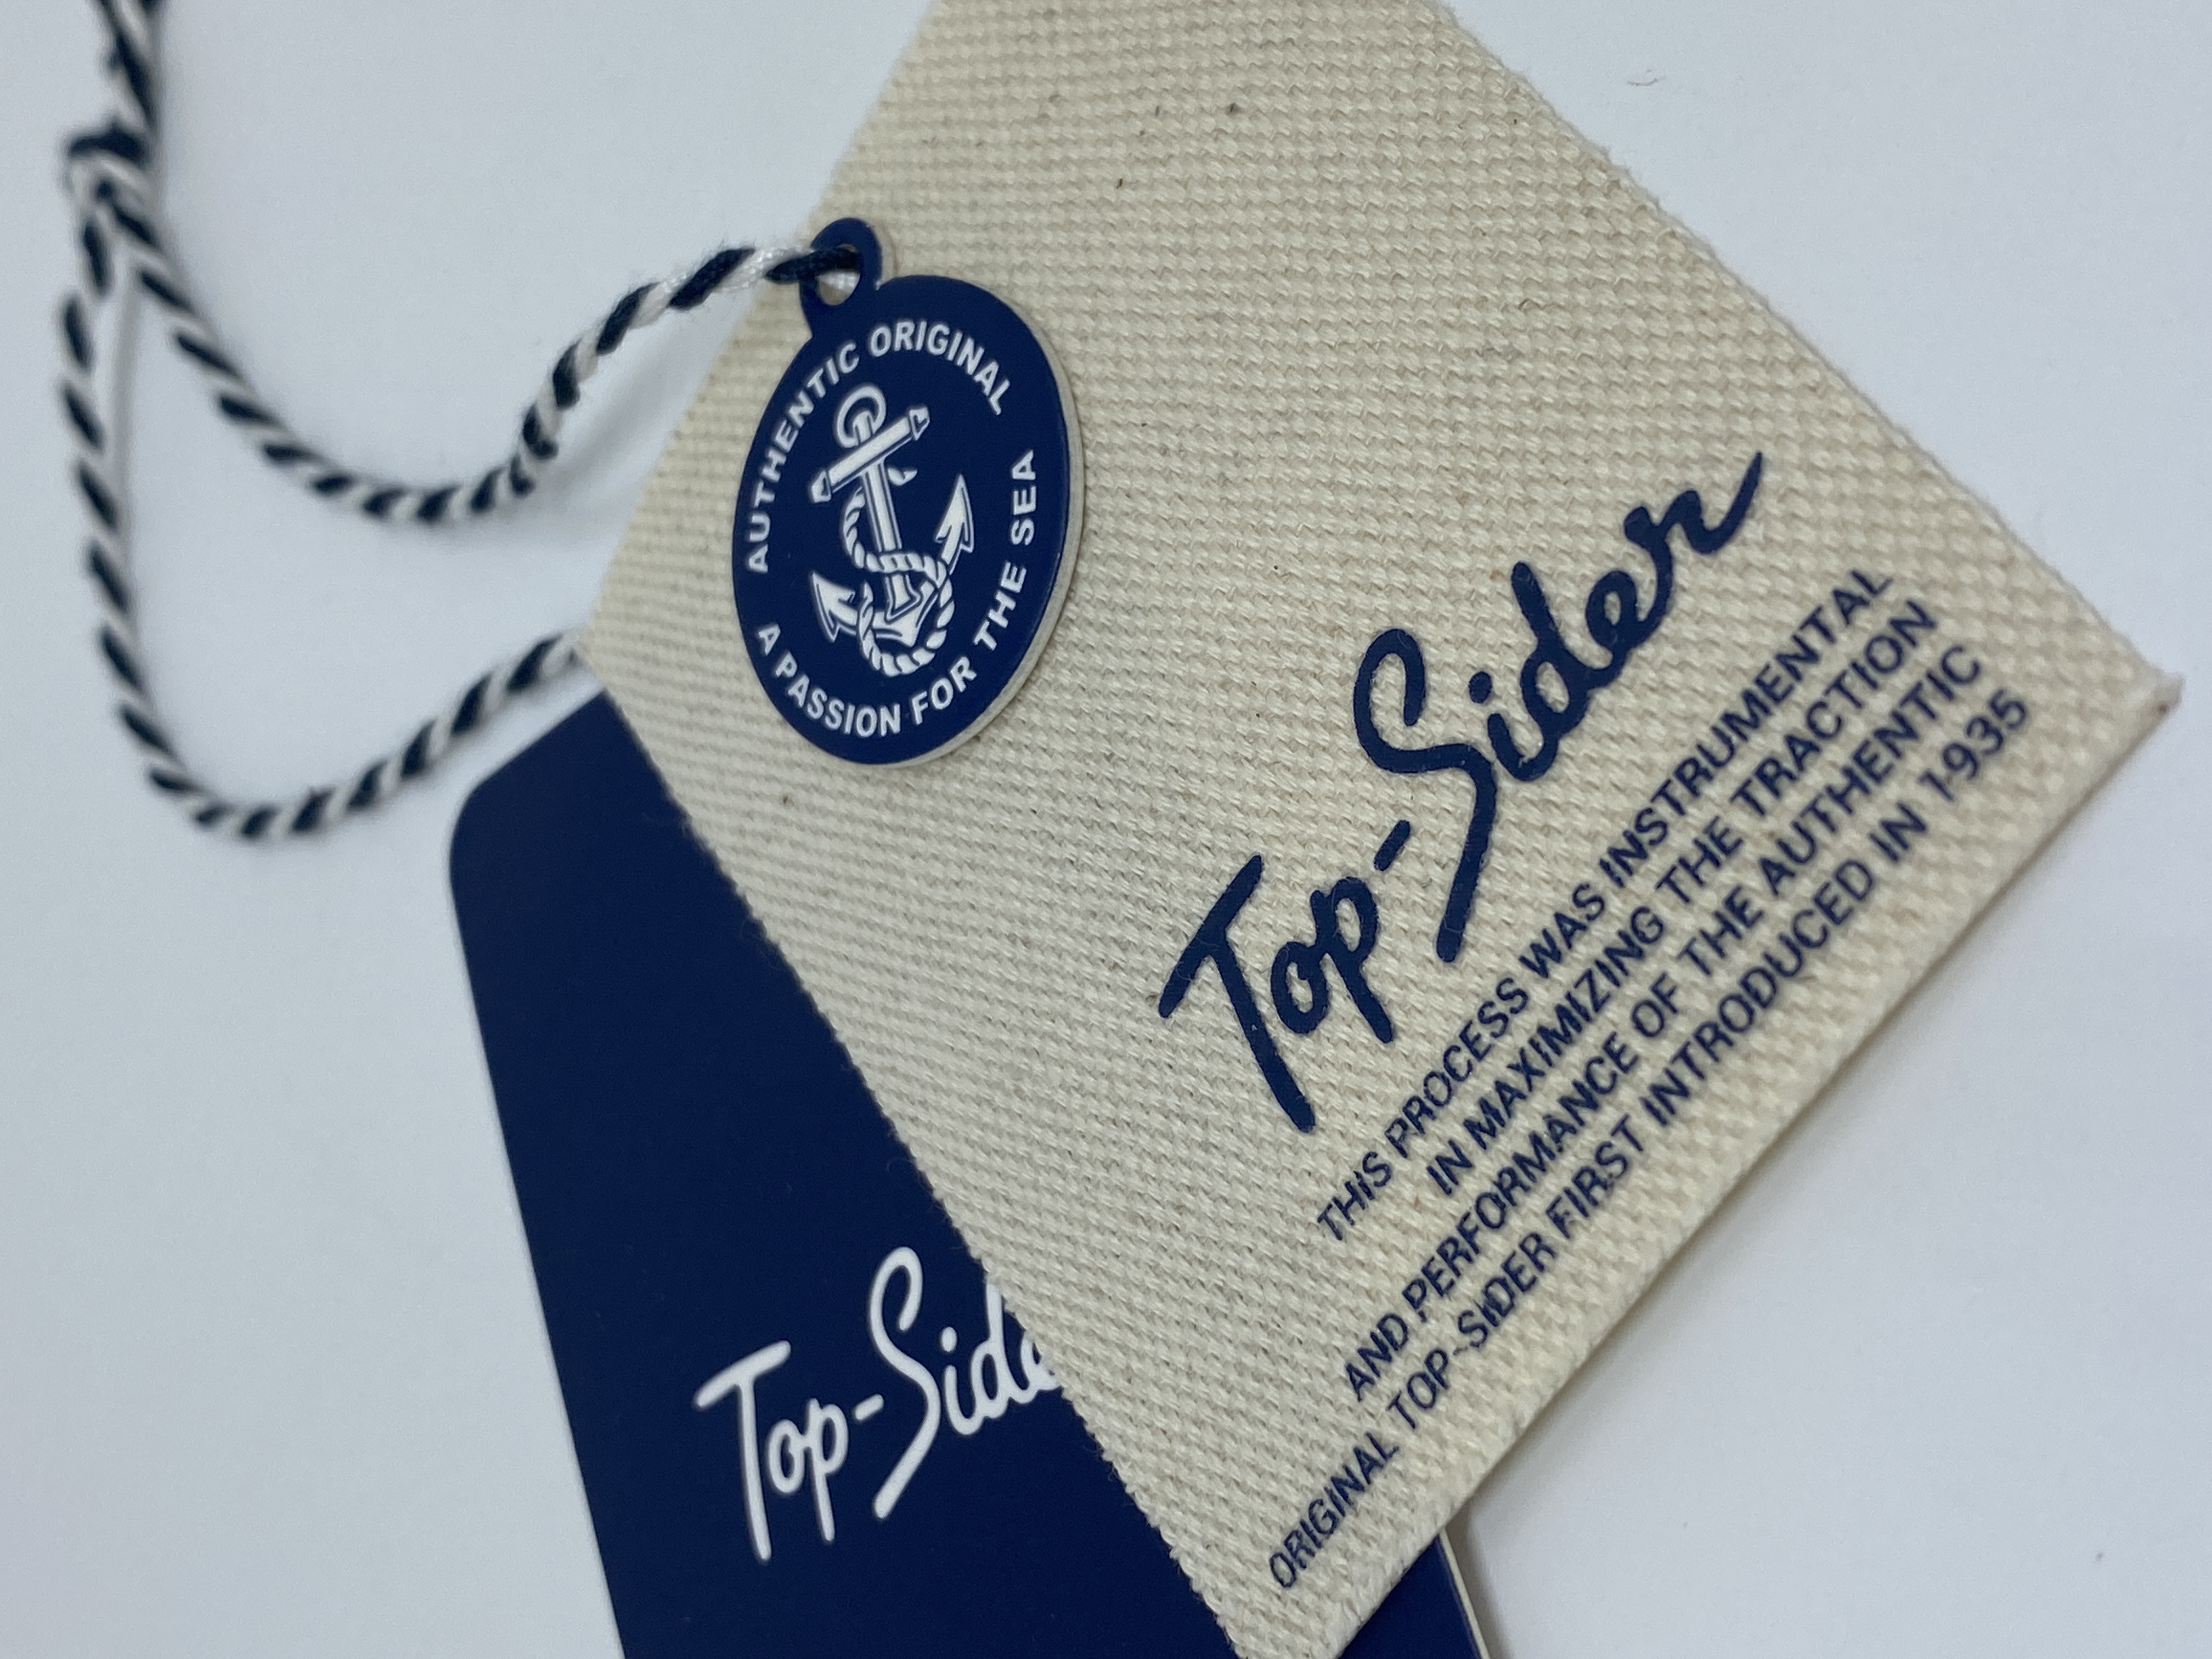 AUTHENTIC ORIGINAL
A PASSION FOR THE SEA
Top-Sider
THIS PROCESS WAS INSTRUMENTAL
IN MAXIMIZING THE TRACTION
AND PERFORMANCE OF THE AUTHENTIC
ORIGINAL TOP-SIDER FIRST INTRODUCED IN 1935
Top-Side